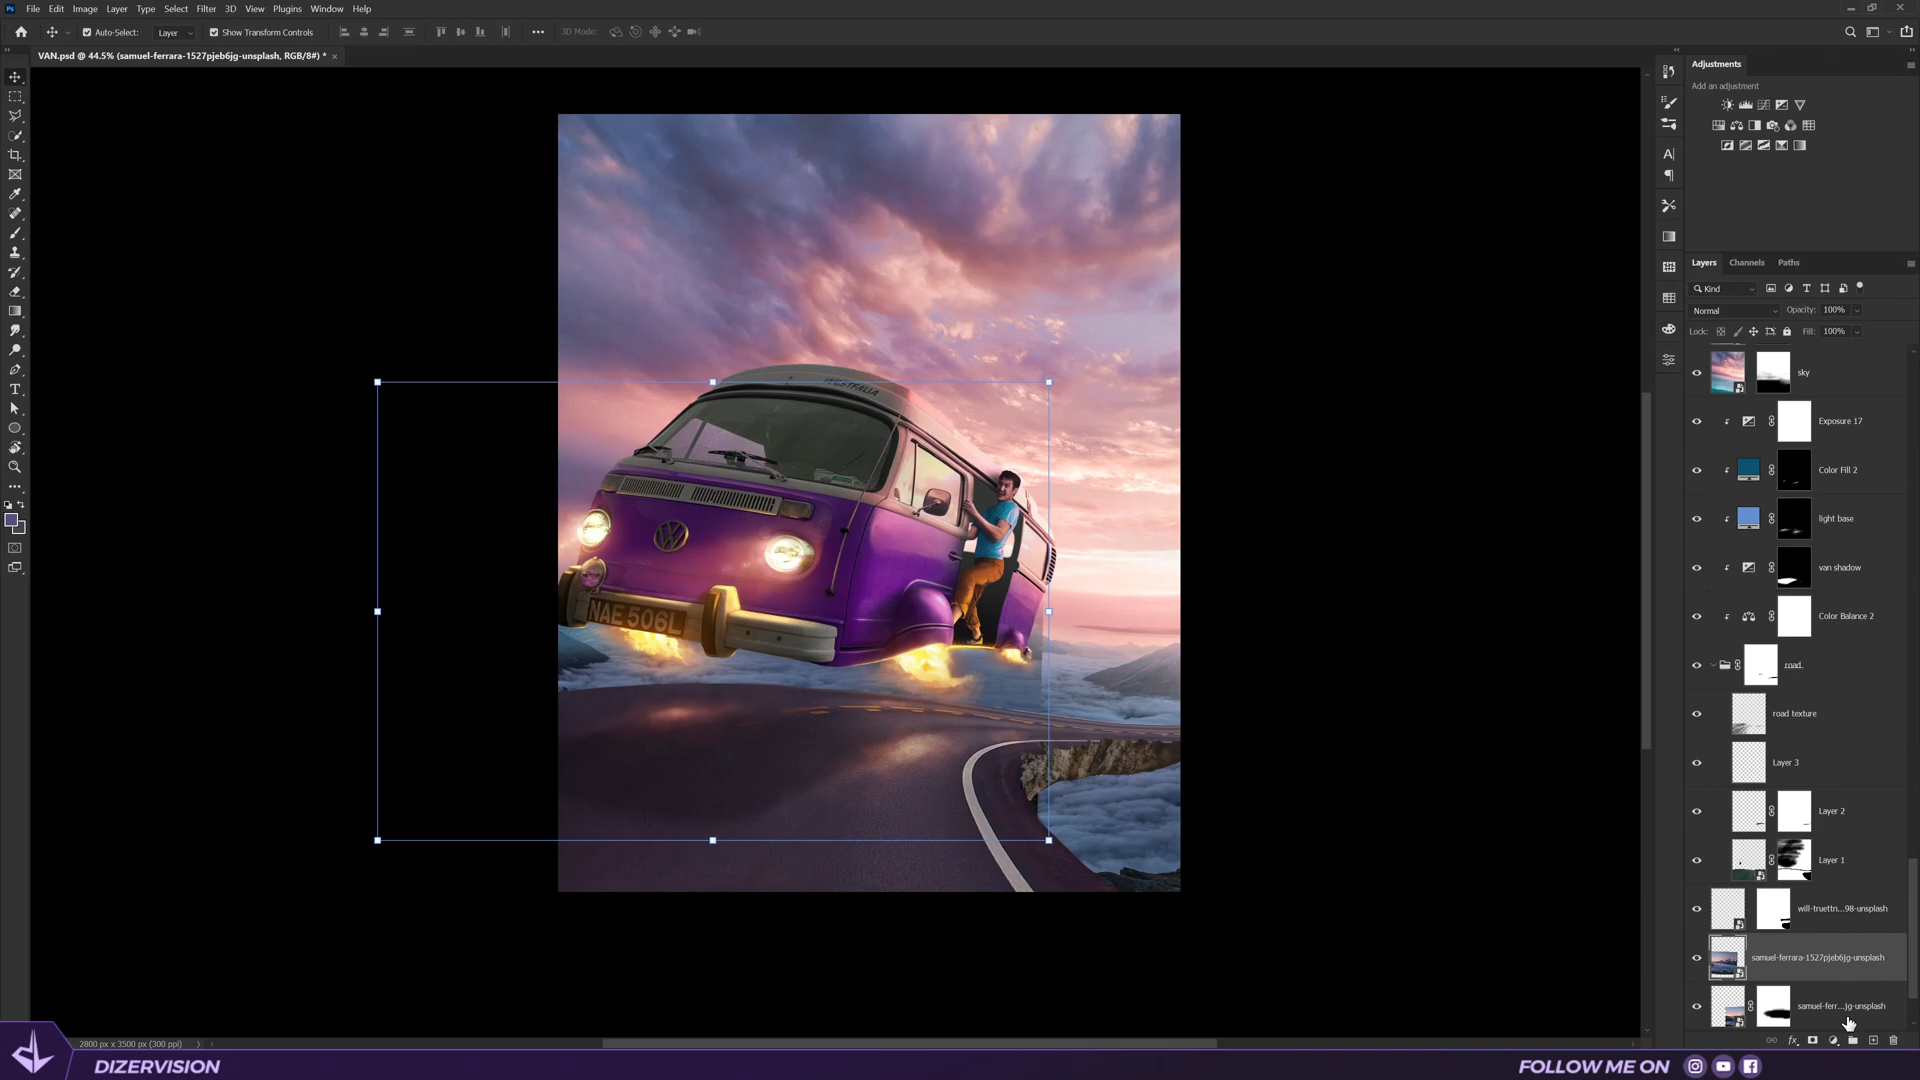 Ps File Edit Image Layer Type Select Filter 3D View Plugins Window Help
Auto-Select: Layer Show Transform Controls 3D Mode:
VAN.psd @ 44.5% (samuel-ferrara-1527pjeb6jg-unsplash, RGB/8#) *
Adjustments
Add an adjustment
Layers Channels Paths
Kind
Normal Opacity: 100%
Lock: Fill: 100%
sky
Exposure 17
Color Fill 2
light base
van shadow
Color Balance 2
road
road texture
Layer 3
Layer 2
Layer 1
will-truettn...98-unsplash
samuel-ferrara-1527pjeb6jg-unsplash
samuel-ferr...jg-unsplash
WESTFALIA
NAE 506L
2800 px x 3500 px (300 ppi)
DIZERVISION
FOLLOW ME ON